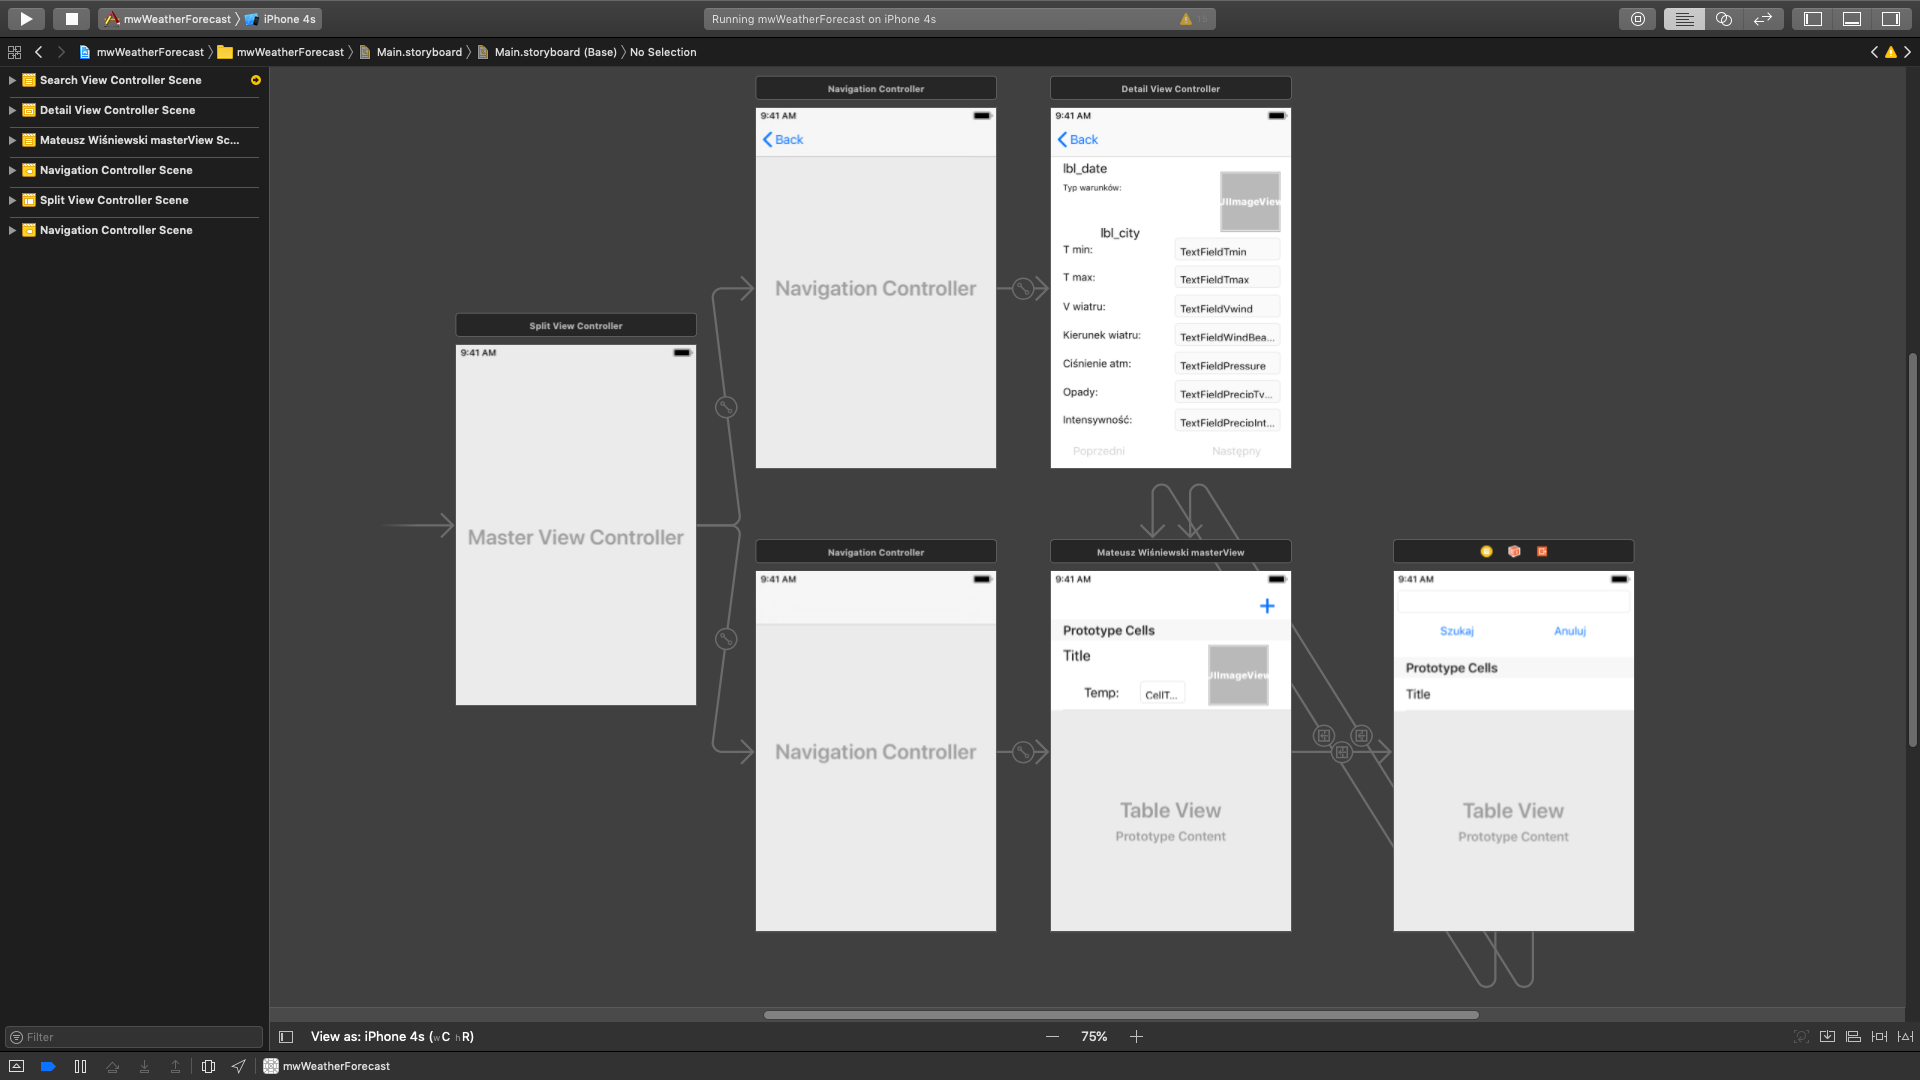 mwWeatherForecast iPhone 4s
Running mwWeatherForecast on iPhone 4s
mwWeatherForecast mwWeatherForecast Main.storyboard Main.storyboard (Base) No Selection
Search View Controller Scene
Detail View Controller Scene
Mateusz Wiśniewski masterView Sc...
Navigation Controller Scene
Split View Controller Scene
Navigation Controller Scene
Navigation Controller
9:41 AM
Back
Navigation Controller
Detail View Controller
9:41 AM
Back
lbl_date
Typ warunków:
UIImageView
lbl_city
T min: TextFieldTmin
T max: TextFieldTmax
V wiatru: TextFieldVwind
Kierunek wiatru: TextFieldWindBea...
Ciśnienie atm: TextFieldPressure
Opady: TextFieldPrecipTy...
Intensywność: TextFieldPrecipInt...
Poprzedni Następny
Split View Controller
9:41 AM
Master View Controller
Navigation Controller
9:41 AM
Navigation Controller
Mateusz Wiśniewski masterView
9:41 AM
+
Prototype Cells
Title
UIImageView
Temp: CellT...
Table View
Prototype Content
9:41 AM
Szukaj Anuluj
Prototype Cells
Title
Table View
Prototype Content
Filter
View as: iPhone 4s (wC hR)
75%
mwWeatherForecast